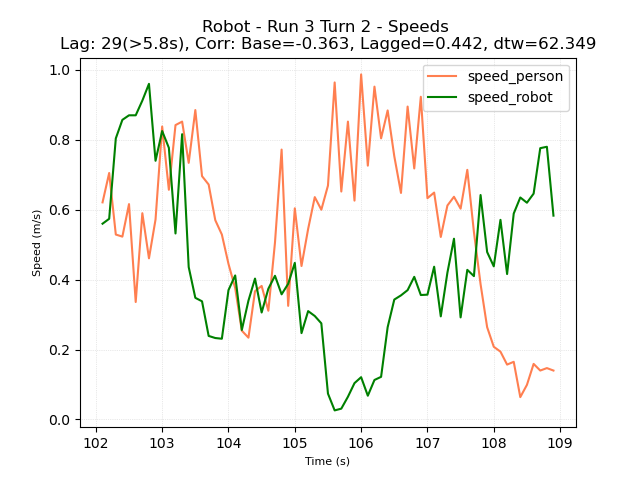 Robot - Run 3 Turn 2 - Speeds
Lag: 29(>5.8s), Corr: Base=-0.363, Lagged=0.442, dtw=62.349
speed_person
speed_robot
Speed (m/s)
1.0
0.8
0.6
0.4
0.2
0.0
102 103 104 105 106 107 108 109
Time (s)